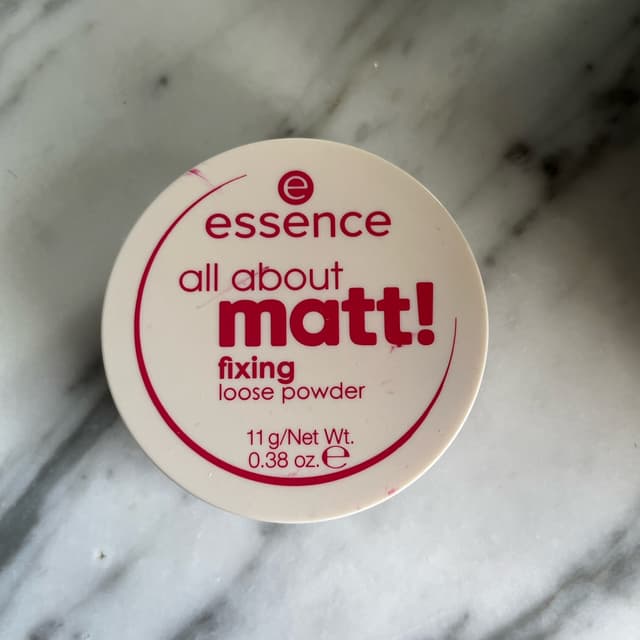 e
essence
all about
matt!
fixing
loose powder
11 g/Net Wt.
0.38 oz. ℮